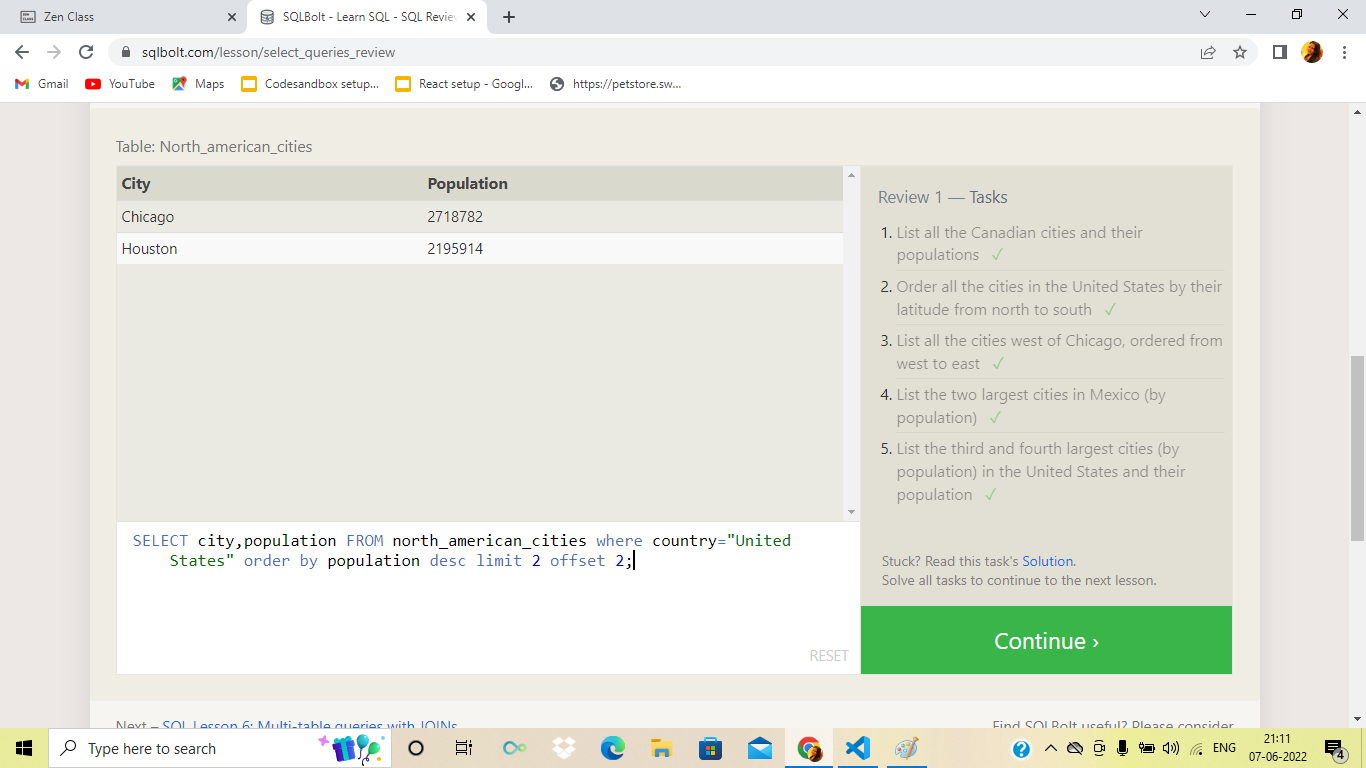 Zen Class
SQLBolt - Learn SQL - SQL Review
sqlbolt.com/lesson/select_queries_review
Gmail
YouTube
Maps
Codesandbox setup...
React setup - Googl...
https://petstore.sw...
Table: North_american_cities
City Population
Chicago 2718782
Houston 2195914
SELECT city,population FROM north_american_cities where country="United
States" order by population desc limit 2 offset 2;
RESET
Review 1 — Tasks
1. List all the Canadian cities and their
populations ✓
2. Order all the cities in the United States by their
latitude from north to south ✓
3. List all the cities west of Chicago, ordered from
west to east ✓
4. List the two largest cities in Mexico (by
population) ✓
5. List the third and fourth largest cities (by
population) in the United States and their
population ✓
Stuck? Read this task's Solution.
Solve all tasks to continue to the next lesson.
Continue ›
Next – SQL Lesson 6: Multi-table queries with JOINs
Find SQLBolt useful? Please consider
Type here to search
ENG
21:11
07-06-2022
4